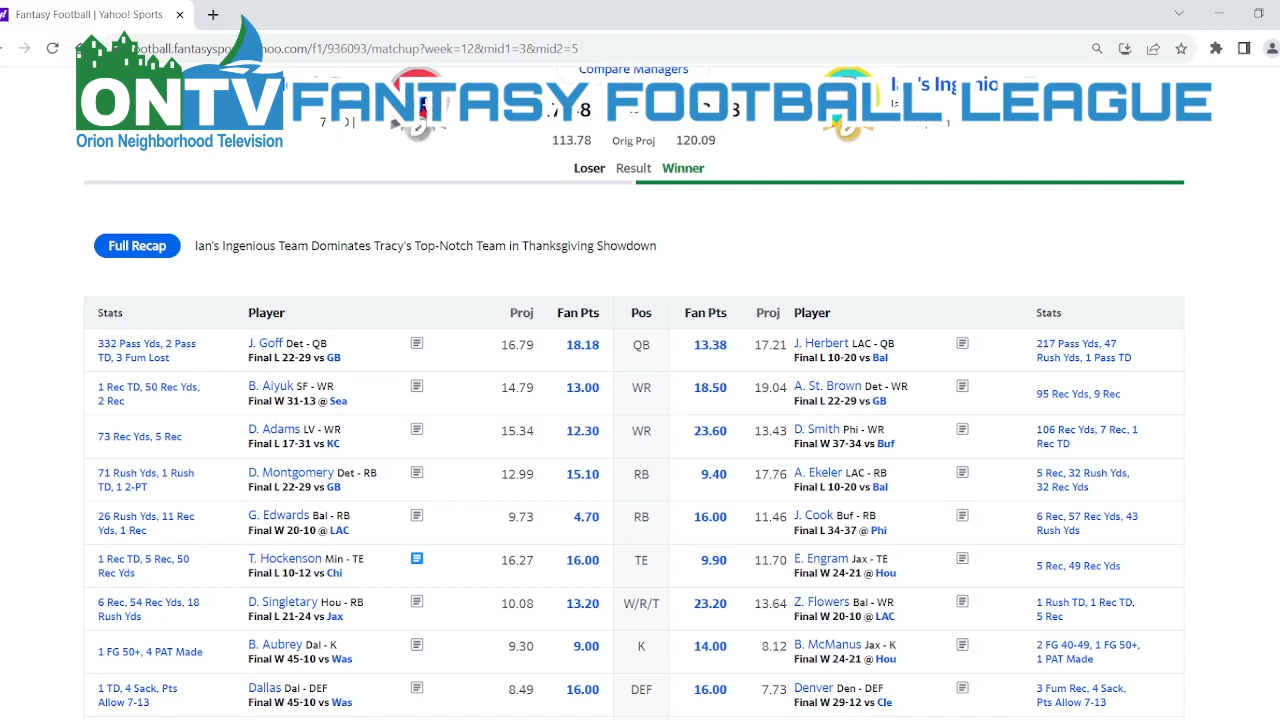 Fantasy Football | Yahoo! Sports
football.fantasyspo oo.com/f1/936093/matchup?week=12&mid1=3&mid2=5
Compare Managers
Ian's Ingenio
ONTV FANTASY FOOTBALL LEAGUE
Orion Neighborhood Television
113.78 Orig Proj 120.09
Loser Result Winner
Full Recap Ian's Ingenious Team Dominates Tracy's Top-Notch Team in Thanksgiving Showdown
Stats Player Proj Fan Pts Pos Fan Pts Proj Player Stats
332 Pass Yds, 2 Pass J. Goff Det - QB 16.79 18.18 QB 13.38 17.21 J. Herbert LAC - QB 217 Pass Yds, 47
TD, 3 Fum Lost Final L 22-29 vs GB Final L 10-20 vs Bal Rush Yds, 1 Pass TD
1 Rec TD, 50 Rec Yds, B. Aiyuk SF - WR 14.79 13.00 WR 18.50 19.04 A. St. Brown Det - WR 95 Rec Yds, 9 Rec
2 Rec Final W 31-13 @ Sea Final L 22-29 vs GB
73 Rec Yds, 5 Rec D. Adams LV - WR 15.34 12.30 WR 23.60 13.43 D. Smith Phi - WR 106 Rec Yds, 7 Rec, 1
Final L 17-31 vs KC Final W 37-34 vs Buf Rec TD
71 Rush Yds, 1 Rush D. Montgomery Det - RB 12.99 15.10 RB 9.40 17.76 A. Ekeler LAC - RB 5 Rec, 32 Rush Yds,
TD, 1 2-PT Final L 22-29 vs GB Final L 10-20 vs Bal 32 Rec Yds
26 Rush Yds, 11 Rec G. Edwards Bal - RB 9.73 4.70 RB 16.00 11.46 J. Cook Buf - RB 6 Rec, 57 Rec Yds, 43
Yds, 1 Rec Final W 20-10 @ LAC Final L 34-37 @ Phi Rush Yds
1 Rec TD, 5 Rec, 50 T. Hockenson Min - TE 16.27 16.00 TE 9.90 11.70 E. Engram Jax - TE 5 Rec, 49 Rec Yds
Rec Yds Final L 10-12 vs Chi Final W 24-21 @ Hou
6 Rec, 54 Rec Yds, 18 D. Singletary Hou - RB 10.08 13.20 W/R/T 23.20 13.64 Z. Flowers Bal - WR 1 Rush TD, 1 Rec TD,
Rush Yds Final L 21-24 vs Jax Final W 20-10 @ LAC 5 Rec
1 FG 50+, 4 PAT Made B. Aubrey Dal - K 9.30 9.00 K 14.00 8.12 B. McManus Jax - K 2 FG 40-49, 1 FG 50+,
Final W 45-10 vs Was Final W 24-21 @ Hou 1 PAT Made
1 TD, 4 Sack, Pts Dallas Dal - DEF 8.49 16.00 DEF 16.00 7.73 Denver Den - DEF 3 Fum Rec, 4 Sack,
Allow 7-13 Final W 45-10 vs Was Final W 29-12 vs Cle Pts Allow 7-13